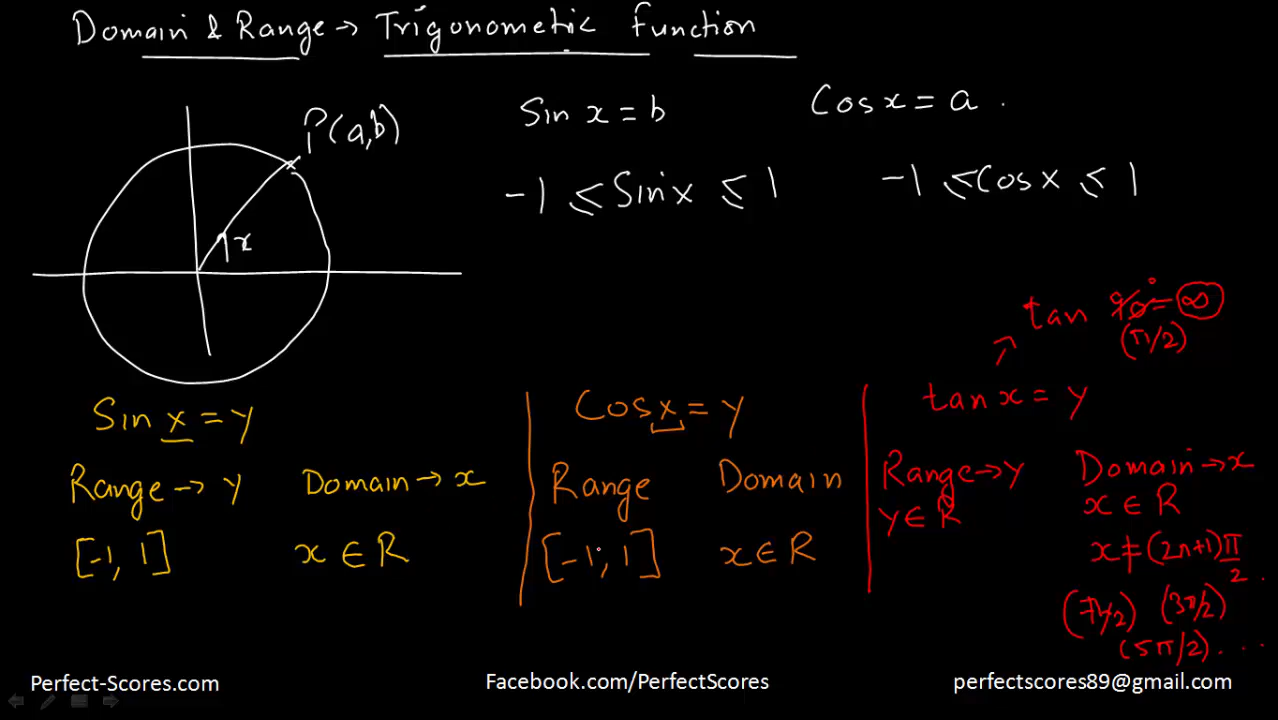 Domain & Range → Trigonometric Function
P(a,b)
x
Sin x = b
Cos x = a
-1 ≤ Sin x ≤ 1
-1 ≤ Cos x ≤ 1
tan 90° = ∞
(π/2)
Sin x = y
Range → y Domain → x
[-1, 1] x ∈ R
Cos x = y
Range Domain
[-1, 1] x ∈ R
tan x = y
Range → y Domain → x
y ∈ R x ∈ R
x ≠ (2n+1) π/2
(π/2) (3π/2)
(5π/2) ....
Perfect-Scores.com
Facebook.com/PerfectScores
perfectscores89@gmail.com